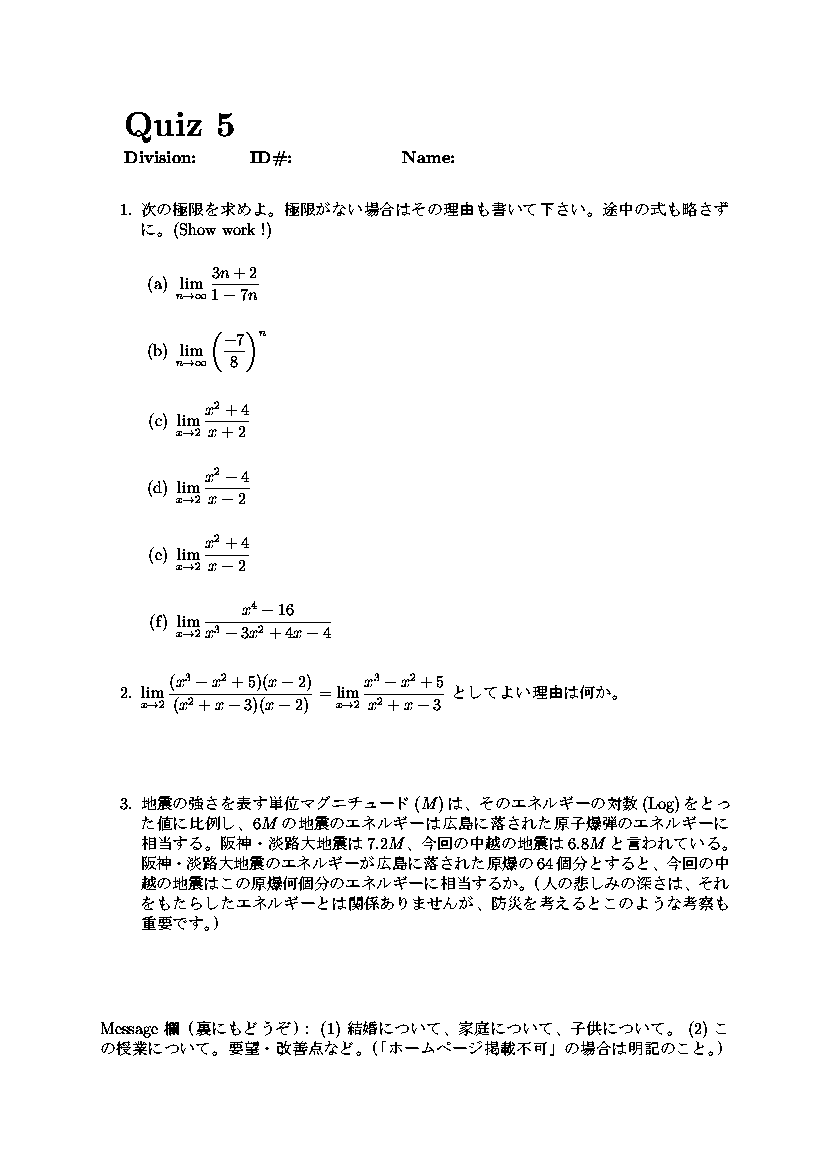 Quiz 5
Division: ID#: Name:
1. 次の極限を求めよ。極限がない場合はその理由も書いて下さい。途中の式も略さず
に。(Show work !)
(a) $\lim_{n \to \infty} \frac{3n+2}{1-7n}$
(b) $\lim_{n \to \infty} \left(\frac{-7}{8}\right)^n$
(c) $\lim_{x \to 2} \frac{x^2+4}{x+2}$
(d) $\lim_{x \to 2} \frac{x^2-4}{x-2}$
(e) $\lim_{x \to 2} \frac{x^2+4}{x-2}$
(f) $\lim_{x \to 2} \frac{x^4-16}{x^3-3x^2+4x-4}$
2. $\lim_{x \to 2} \frac{(x^3-x^2+5)(x-2)}{(x^2+x-3)(x-2)} = \lim_{x \to 2} \frac{x^3-x^2+5}{x^2+x-3}$ としてよい理由は何か。
3. 地震の強さを表す単位マグニチュード (M) は、そのエネルギーの対数 (Log) をとっ
た値に比例し、6M の地震のエネルギーは広島に落された原子爆弾のエネルギーに
相当する。阪神・淡路大地震は 7.2M、今回の中越の地震は 6.8M と言われている。
阪神・淡路大地震のエネルギーが広島に落された原爆の 64 個分とすると、今回の中
越の地震はこの原爆何個分のエネルギーに相当するか。(人の悲しみの深さは、それ
をもたらしたエネルギーとは関係ありませんが、防災を考えるとこのような考察も
重要です。)
Message 欄(裏にもどうぞ): (1) 結婚について、家庭について、子供について。 (2) こ
の授業について。要望・改善点など。(「ホームページ掲載不可」の場合は明記のこと。)